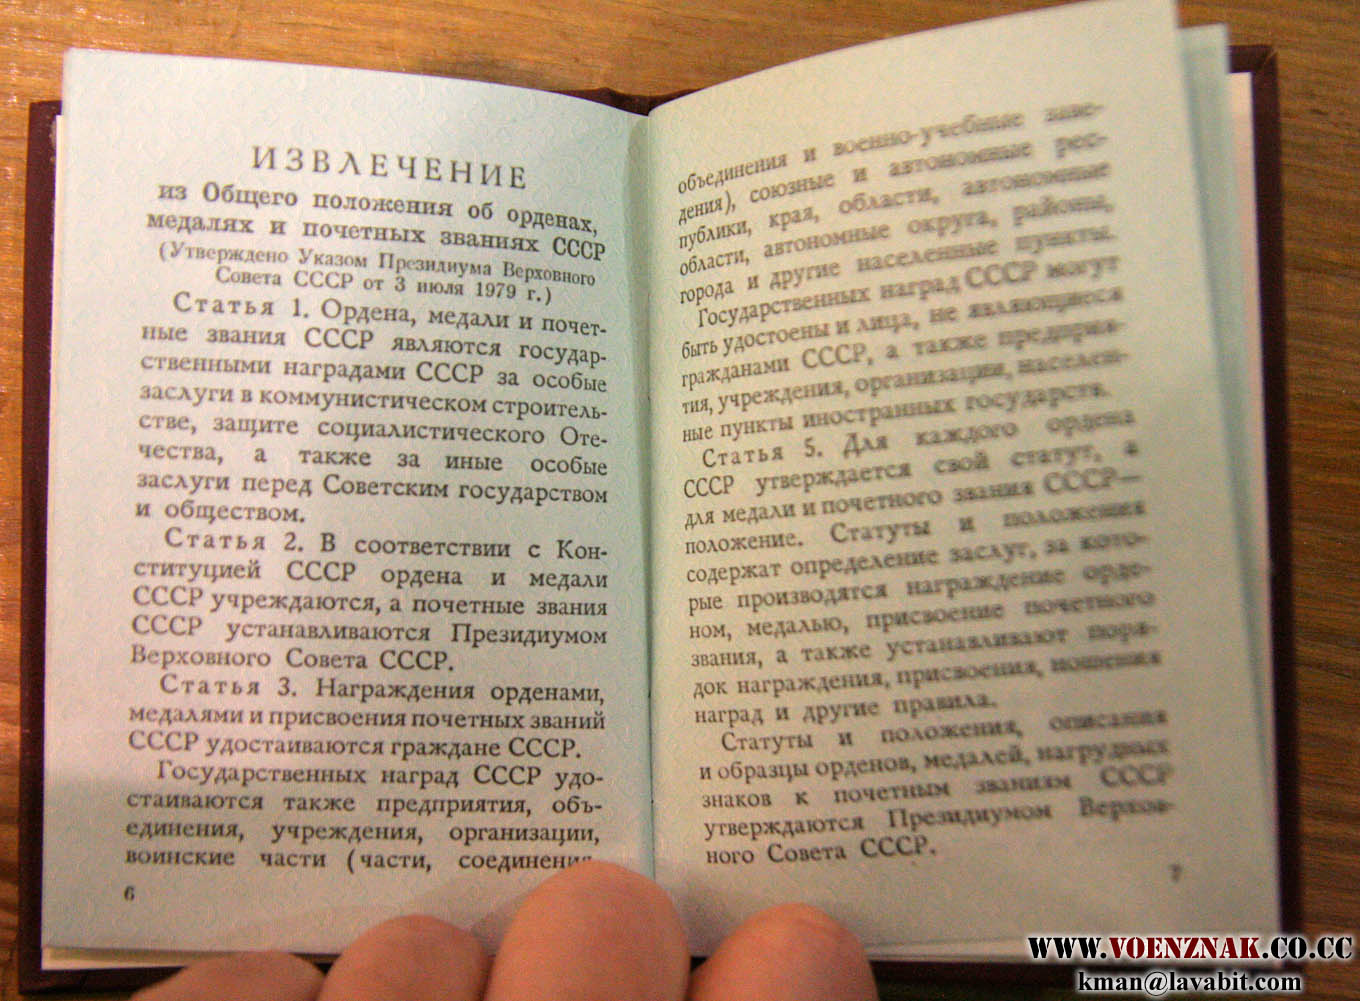 ИЗВЛЕЧЕНИЕ
из Общего положения об орденах,
медалях и почетных званиях СССР
(Утверждено Указом Президиума Верховного
Совета СССР от 3 июля 1979 г.)
Статья 1. Ордена, медали и почет-
ные звания СССР являются государ-
ственными наградами СССР за особые
заслуги в коммунистическом строитель-
стве, защите социалистического Оте-
чества, а также за иные особые
заслуги перед Советским государством
и обществом.
Статья 2. В соответствии с Кон-
ституцией СССР ордена и медали
СССР учреждаются, а почетные звания
СССР устанавливаются Президиумом
Верховного Совета СССР.
Статья 3. Награждения орденами,
медалями и присвоения почетных званий
СССР удостаиваются граждане СССР.
Государственных наград СССР удо-
стаиваются также предприятия, объ-
единения, учреждения, организации,
воинские части (части, соединения,
6
объединения и военно-учебные заве-
дения), союзные и автономные рес-
публики, края, области, автономные
области, автономные округа, районы,
города и другие населенные пункты.
Государственных наград СССР могут
быть удостоены и лица, не являющиеся
гражданами СССР, а также предприя-
тия, учреждения, организации, населен-
ные пункты иностранных государств.
Статья 5. Для каждого ордена
СССР утверждается свой статут, а
для медали и почетного звания СССР—
положение. Статуты и положения
содержат определение заслуг, за кото-
рые производятся награждение орде-
ном, медалью, присвоение почетного
звания, а также устанавливают поря-
док награждения, присвоения, ношения
наград и другие правила.
Статуты и положения, описания
и образцы орденов, медалей, нагрудных
знаков к почетным званиям СССР
утверждаются Президиумом Верхов-
ного Совета СССР.
7
WWW.VOENZNAK.CO.CC
kman@lavabit.com